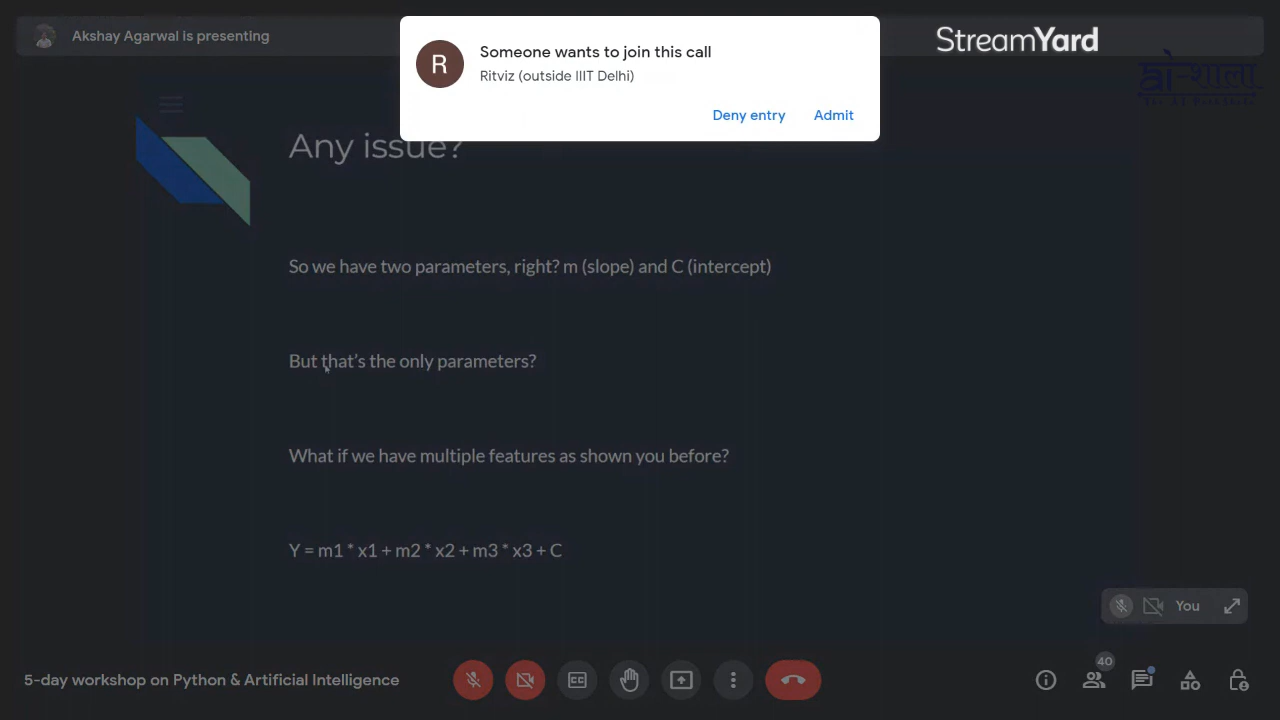 Akshay Agarwal is presenting
R
Someone wants to join this call
Ritviz (outside IIIT Delhi)
Deny entry
Admit
StreamYard
ai-शाला
Any issue?
So we have two parameters, right? m (slope) and C (intercept)
But that's the only parameters?
What if we have multiple features as shown you before?
Y = m1 * x1 + m2 * x2 + m3 * x3 + C
You
5-day workshop on Python & Artificial Intelligence
CC
40